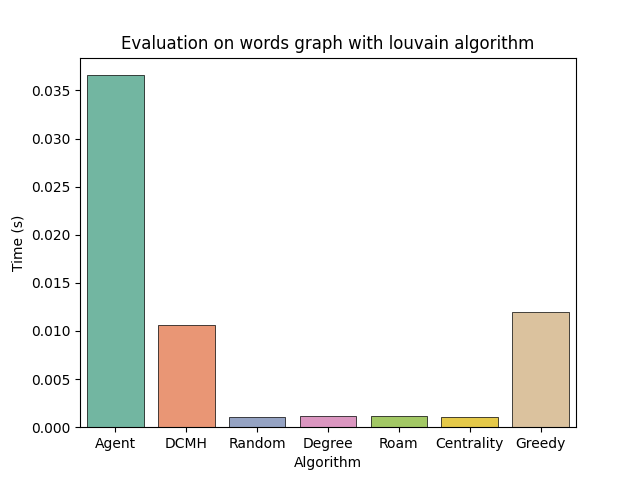 Evaluation on words graph with louvain algorithm
0.035
0.030
0.025
0.020
0.015
0.010
0.005
0.000
Time (s)
Agent DCMH Random Degree Roam Centrality Greedy
Algorithm